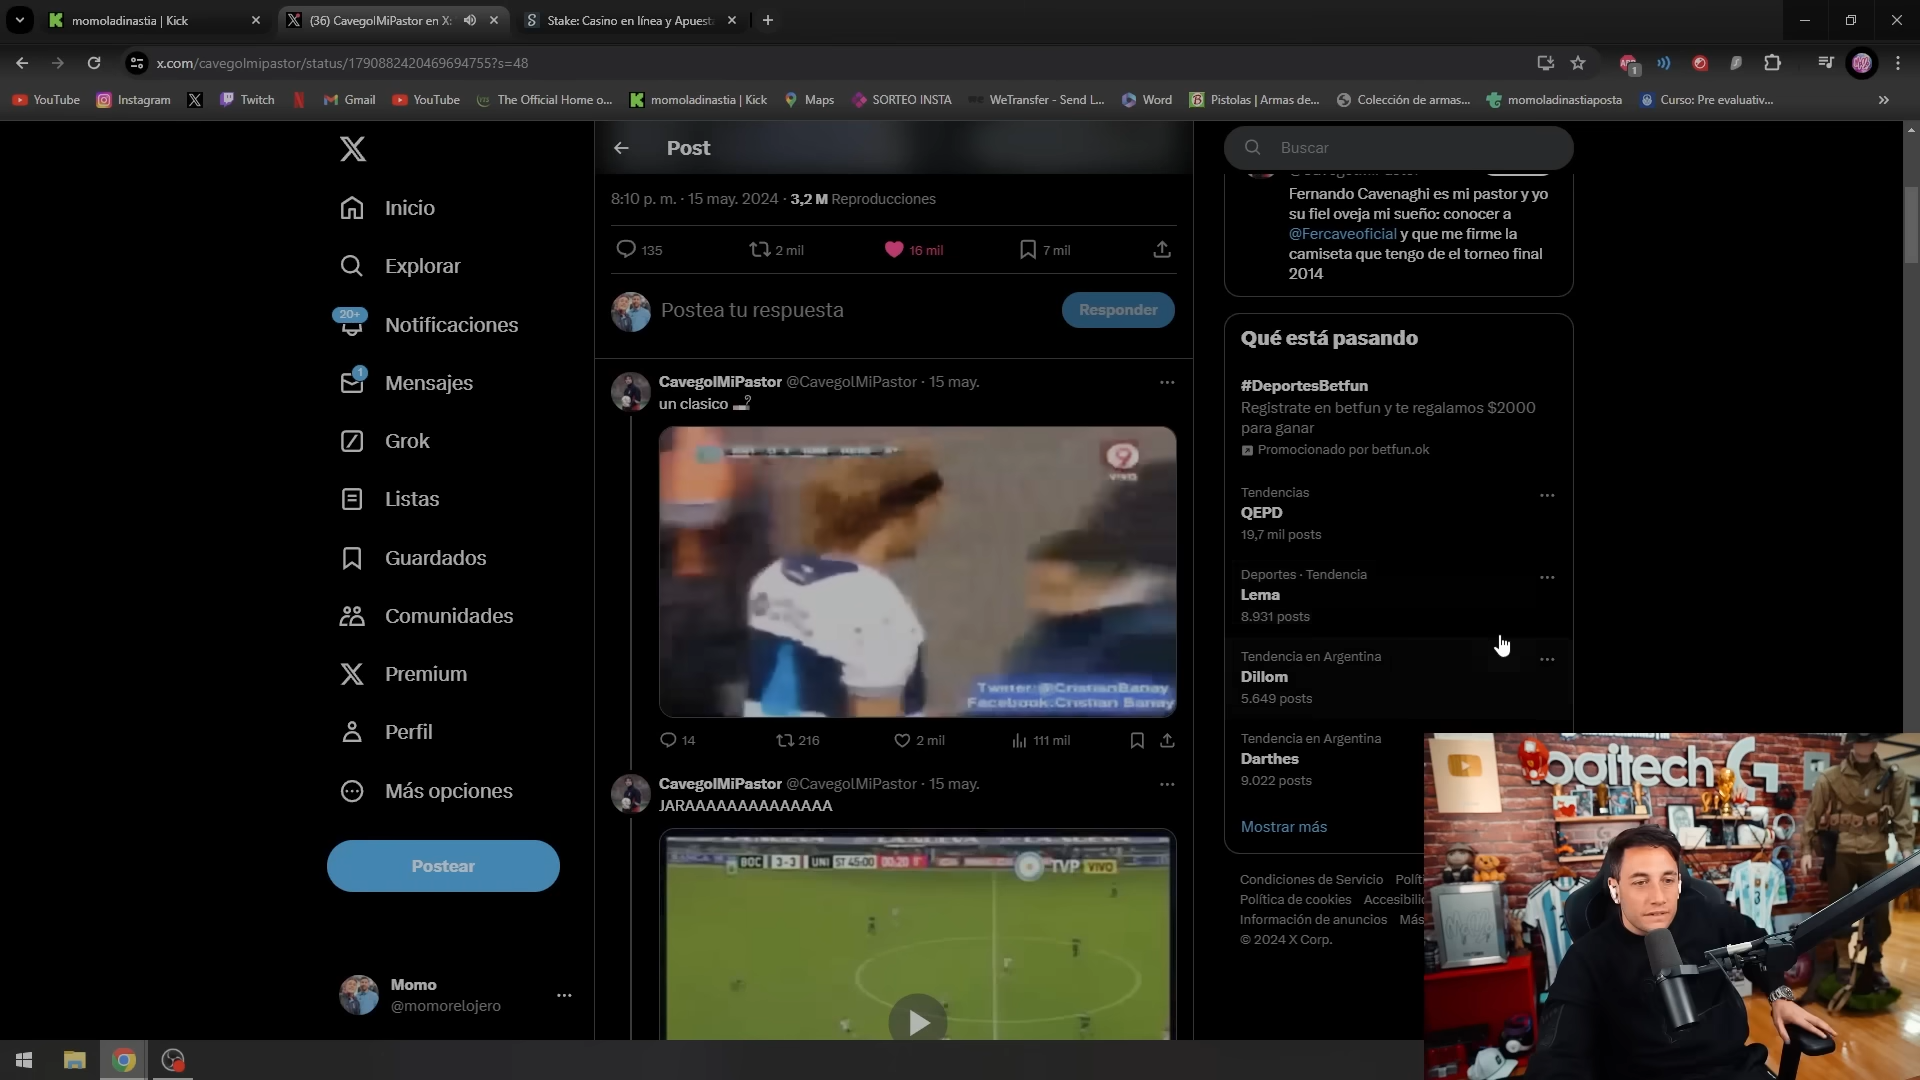 momoladinastia | Kick
(36) CavegolMiPastor en X:
Stake: Casino en línea y Apuest
x.com/cavegolmipastor/status/1790882420469694755?s=48
YouTube
Instagram
Twitch
Gmail
YouTube
The Official Home o...
momoladinastia | Kick
Maps
SORTEO INSTA
WeTransfer - Send L...
Word
Pistolas | Armas de...
Colección de armas...
momoladinastiaposta
Curso: Pre evaluativ...
Inicio
Explorar
20+
Notificaciones
1
Mensajes
Grok
Listas
Guardados
Comunidades
Premium
Perfil
Más opciones
Postear
Momo
@momorelojero
Post
8:10 p. m. · 15 may. 2024 · 3,2 M Reproducciones
135
2 mil
16 mil
7 mil
Postea tu respuesta
Responder
CavegolMiPastor @CavegolMiPastor · 15 may.
un clasico
9
VIVO
Twitter: @CristianBanay
Facebook:Cristian Banay
14
216
2 mil
111 mil
CavegolMiPastor @CavegolMiPastor · 15 may.
JARAAAAAAAAAAAAAA
BOC 3-3 UNI ST 45:00 00:20
TVP VIVO
Buscar
Fernando Cavenaghi es mi pastor y yo
su fiel oveja mi sueño: conocer a
@Fercaveoficial y que me firme la
camiseta que tengo de el torneo final
2014
Qué está pasando
#DeportesBetfun
Registrate en betfun y te regalamos $2000
para ganar
Promocionado por betfun.ok
Tendencias
QEPD
19,7 mil posts
Deportes · Tendencia
Lema
8.931 posts
Tendencia en Argentina
Dillom
5.649 posts
Tendencia en Argentina
Darthes
9.022 posts
Mostrar más
Condiciones de Servicio Polít
Política de cookies Accesibilid
Información de anuncios Más
© 2024 X Corp.
logitech G